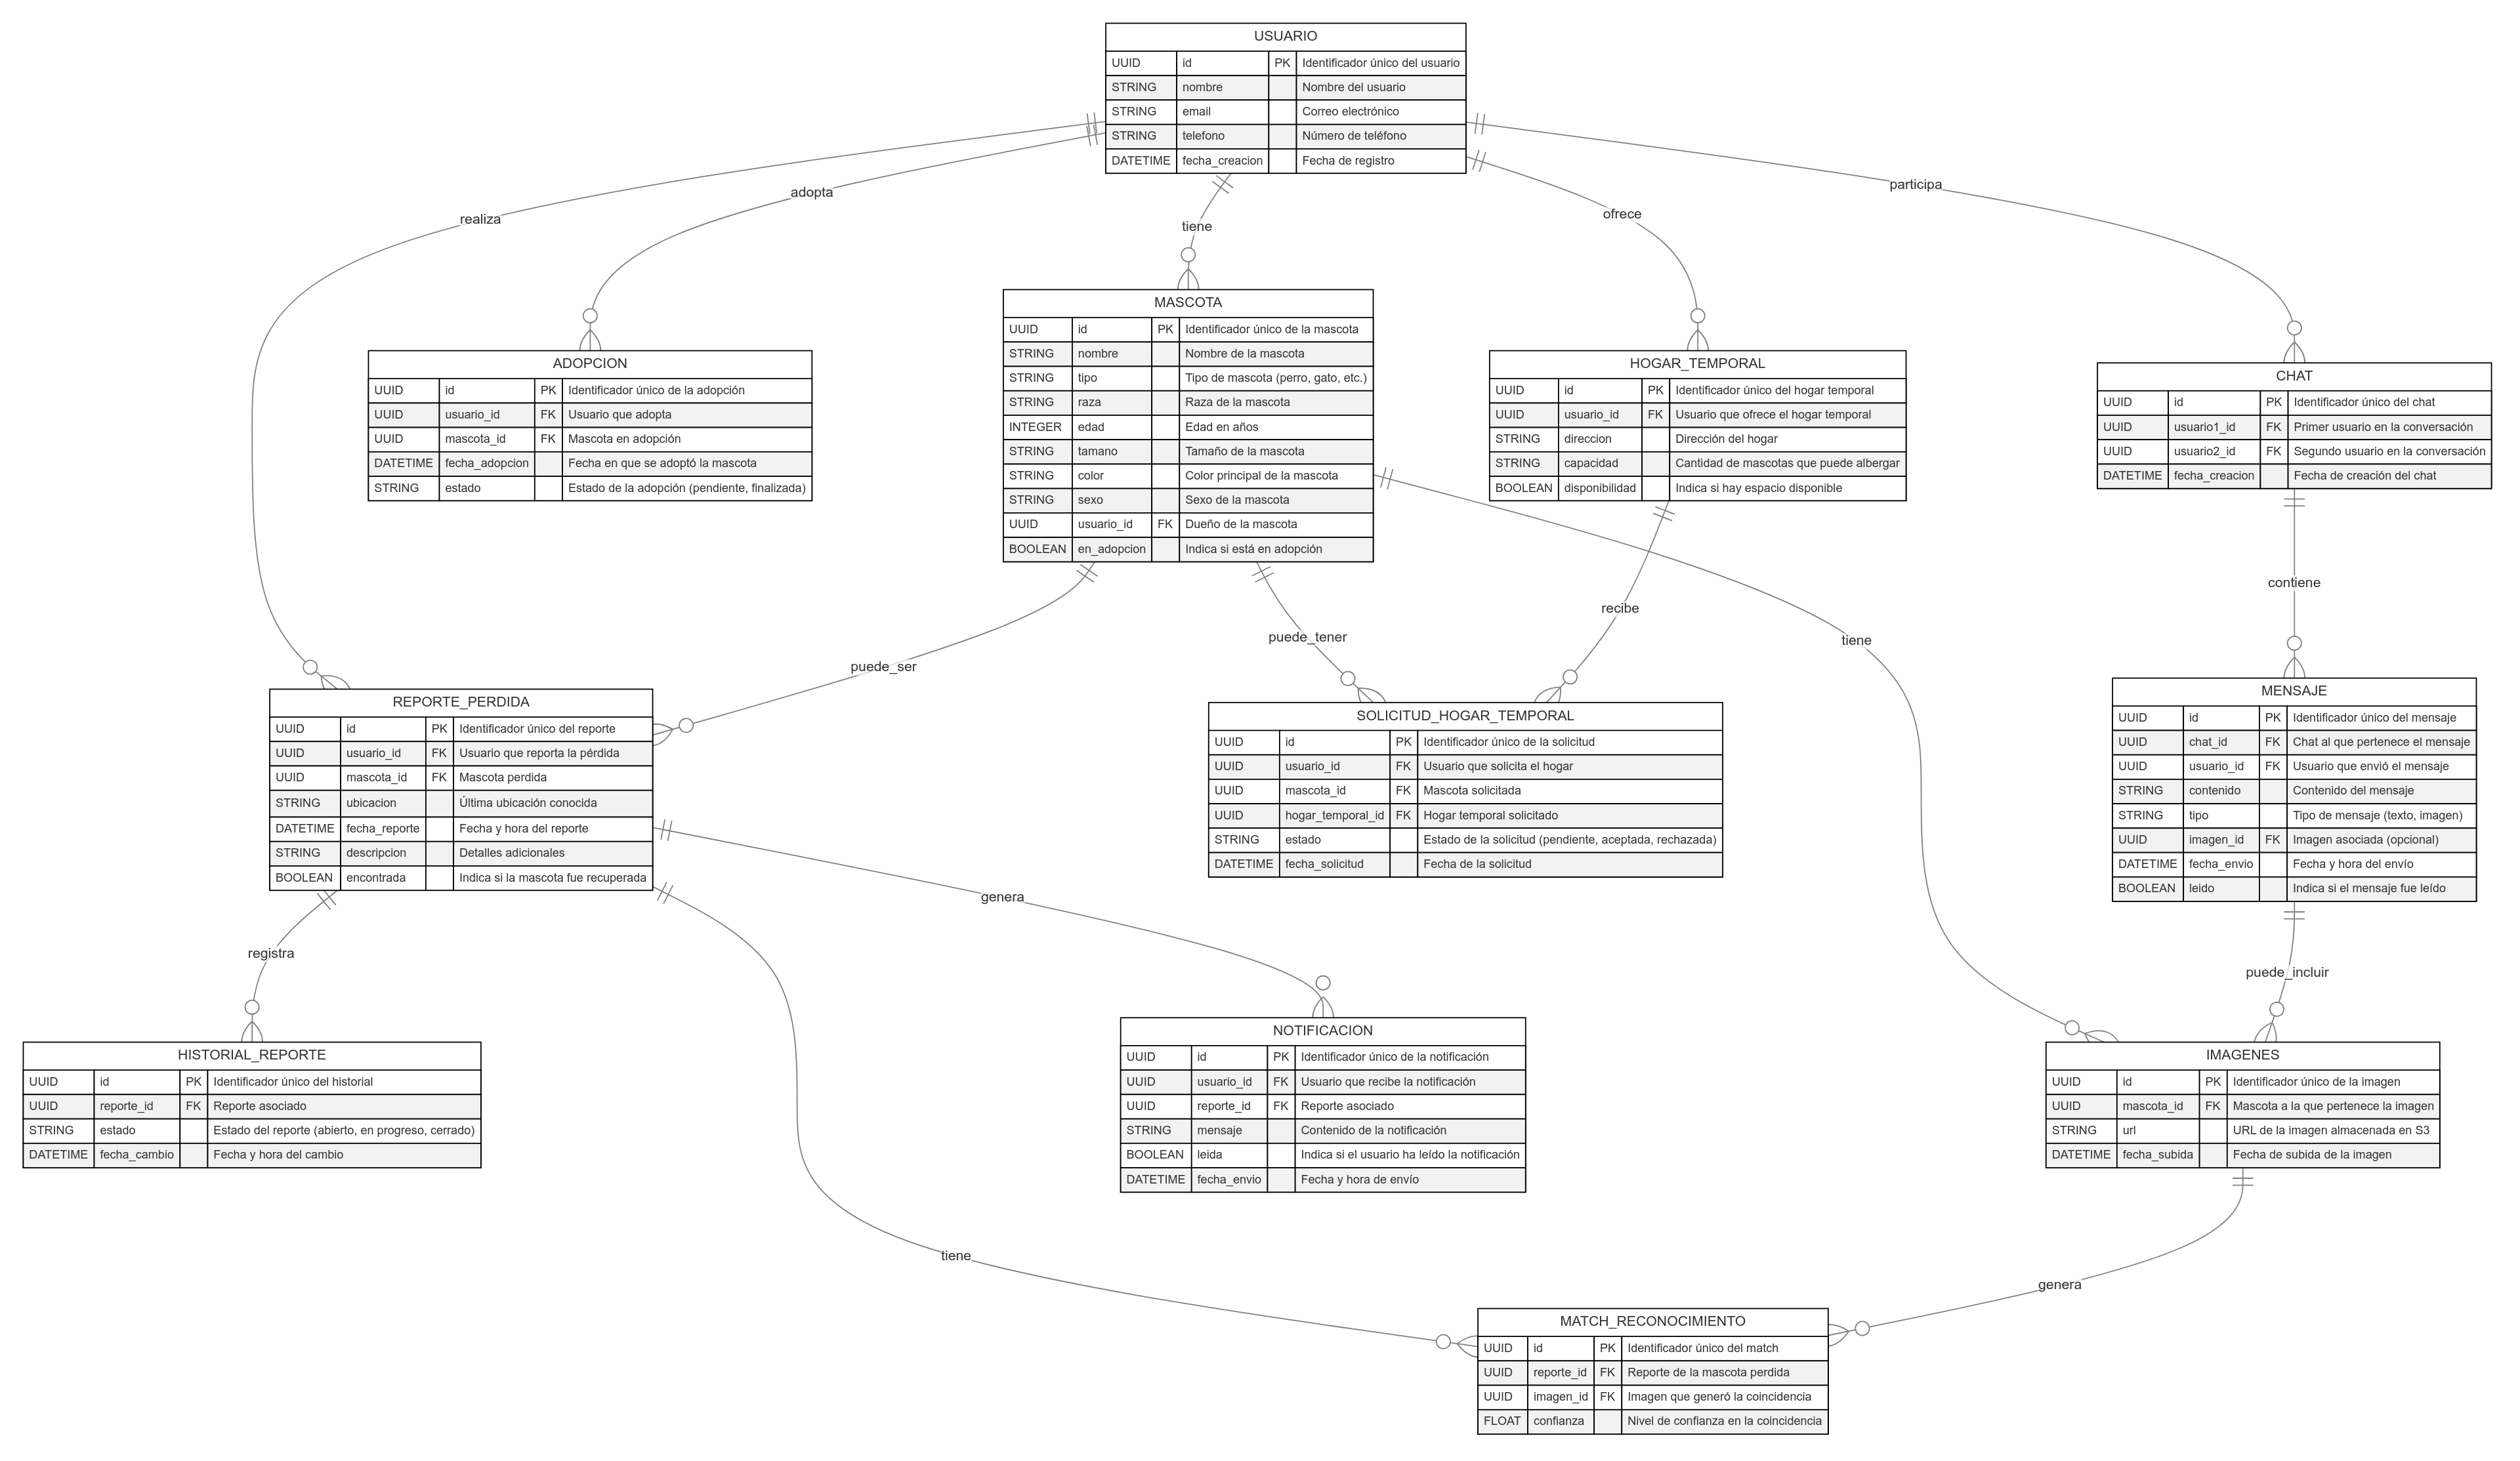 USUARIO
UUID id PK Identificador único del usuario
STRING nombre Nombre del usuario
STRING email Correo electrónico
STRING telefono Número de teléfono
DATETIME fecha_creacion Fecha de registro
realiza
adopta
tiene
ofrece
participa
ADOPCION
UUID id PK Identificador único de la adopción
UUID usuario_id FK Usuario que adopta
UUID mascota_id FK Mascota en adopción
DATETIME fecha_adopcion Fecha en que se adoptó la mascota
STRING estado Estado de la adopción (pendiente, finalizada)
MASCOTA
UUID id PK Identificador único de la mascota
STRING nombre Nombre de la mascota
STRING tipo Tipo de mascota (perro, gato, etc.)
STRING raza Raza de la mascota
INTEGER edad Edad en años
STRING tamano Tamaño de la mascota
STRING color Color principal de la mascota
STRING sexo Sexo de la mascota
UUID usuario_id FK Dueño de la mascota
BOOLEAN en_adopcion Indica si está en adopción
HOGAR_TEMPORAL
UUID id PK Identificador único del hogar temporal
UUID usuario_id FK Usuario que ofrece el hogar temporal
STRING direccion Dirección del hogar
STRING capacidad Cantidad de mascotas que puede albergar
BOOLEAN disponibilidad Indica si hay espacio disponible
CHAT
UUID id PK Identificador único del chat
UUID usuario1_id FK Primer usuario en la conversación
UUID usuario2_id FK Segundo usuario en la conversación
DATETIME fecha_creacion Fecha de creación del chat
puede_ser
puede_tener
recibe
tiene
contiene
REPORTE_PERDIDA
UUID id PK Identificador único del reporte
UUID usuario_id FK Usuario que reporta la pérdida
UUID mascota_id FK Mascota perdida
STRING ubicacion Última ubicación conocida
DATETIME fecha_reporte Fecha y hora del reporte
STRING descripcion Detalles adicionales
BOOLEAN encontrada Indica si la mascota fue recuperada
SOLICITUD_HOGAR_TEMPORAL
UUID id PK Identificador único de la solicitud
UUID usuario_id FK Usuario que solicita el hogar
UUID mascota_id FK Mascota solicitada
UUID hogar_temporal_id FK Hogar temporal solicitado
STRING estado Estado de la solicitud (pendiente, aceptada, rechazada)
DATETIME fecha_solicitud Fecha de la solicitud
MENSAJE
UUID id PK Identificador único del mensaje
UUID chat_id FK Chat al que pertenece el mensaje
UUID usuario_id FK Usuario que envió el mensaje
STRING contenido Contenido del mensaje
STRING tipo Tipo de mensaje (texto, imagen)
UUID imagen_id FK Imagen asociada (opcional)
DATETIME fecha_envio Fecha y hora del envío
BOOLEAN leido Indica si el mensaje fue leído
registra
genera
puede_incluir
HISTORIAL_REPORTE
UUID id PK Identificador único del historial
UUID reporte_id FK Reporte asociado
STRING estado Estado del reporte (abierto, en progreso, cerrado)
DATETIME fecha_cambio Fecha y hora del cambio
NOTIFICACION
UUID id PK Identificador único de la notificación
UUID usuario_id FK Usuario que recibe la notificación
UUID reporte_id FK Reporte asociado
STRING mensaje Contenido de la notificación
BOOLEAN leida Indica si el usuario ha leído la notificación
DATETIME fecha_envio Fecha y hora de envío
IMAGENES
UUID id PK Identificador único de la imagen
UUID mascota_id FK Mascota a la que pertenece la imagen
STRING url URL de la imagen almacenada en S3
DATETIME fecha_subida Fecha de subida de la imagen
tiene
genera
MATCH_RECONOCIMIENTO
UUID id PK Identificador único del match
UUID reporte_id FK Reporte de la mascota perdida
UUID imagen_id FK Imagen que generó la coincidencia
FLOAT confianza Nivel de confianza en la coincidencia